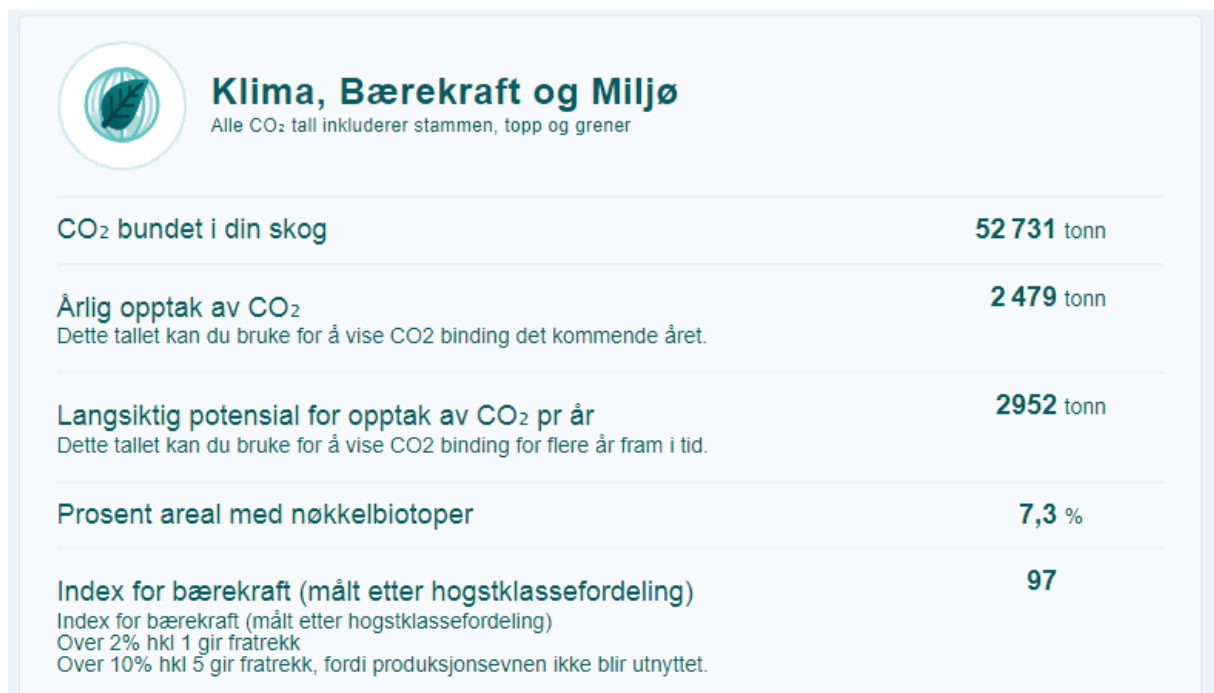 Klima, Bærekraft og Miljø
Alle CO₂ tall inkluderer stammen, topp og grener
CO₂ bundet i din skog 52 731 tonn
Årlig opptak av CO₂ 2 479 tonn
Dette tallet kan du bruke for å vise CO2 binding det kommende året.
Langsiktig potensial for opptak av CO₂ pr år 2952 tonn
Dette tallet kan du bruke for å vise CO2 binding for flere år fram i tid.
Prosent areal med nøkkelbiotoper 7,3 %
Index for bærekraft (målt etter hogstklassefordeling) 97
Index for bærekraft (målt etter hogstklassefordeling)
Over 2% hkl 1 gir fratrekk
Over 10% hkl 5 gir fratrekk, fordi produksjonsevnen ikke blir utnyttet.